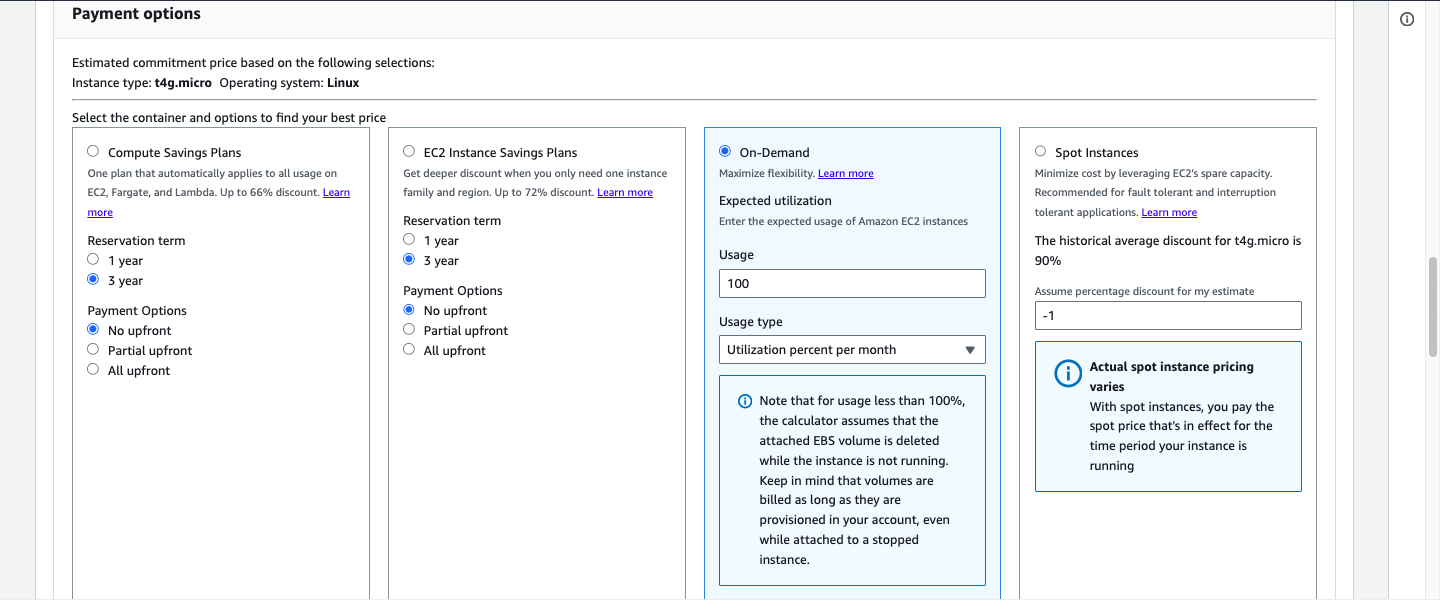 Payment options
Estimated commitment price based on the following selections:
Instance type: t4g.micro Operating system: Linux
Select the container and options to find your best price
Compute Savings Plans
One plan that automatically applies to all usage on
EC2, Fargate, and Lambda. Up to 66% discount. Learn
more
Reservation term
1 year
3 year
Payment Options
No upfront
Partial upfront
All upfront
EC2 Instance Savings Plans
Get deeper discount when you only need one instance
family and region. Up to 72% discount. Learn more
Reservation term
1 year
3 year
Payment Options
No upfront
Partial upfront
All upfront
On-Demand
Maximize flexibility. Learn more
Expected utilization
Enter the expected usage of Amazon EC2 instances
Usage
100
Usage type
Utilization percent per month
Note that for usage less than 100%,
the calculator assumes that the
attached EBS volume is deleted
while the instance is not running.
Keep in mind that volumes are
billed as long as they are
provisioned in your account, even
while attached to a stopped
instance.
Spot Instances
Minimize cost by leveraging EC2's spare capacity.
Recommended for fault tolerant and interruption
tolerant applications. Learn more
The historical average discount for t4g.micro is
90%
Assume percentage discount for my estimate
-1
Actual spot instance pricing
varies
With spot instances, you pay the
spot price that's in effect for the
time period your instance is
running